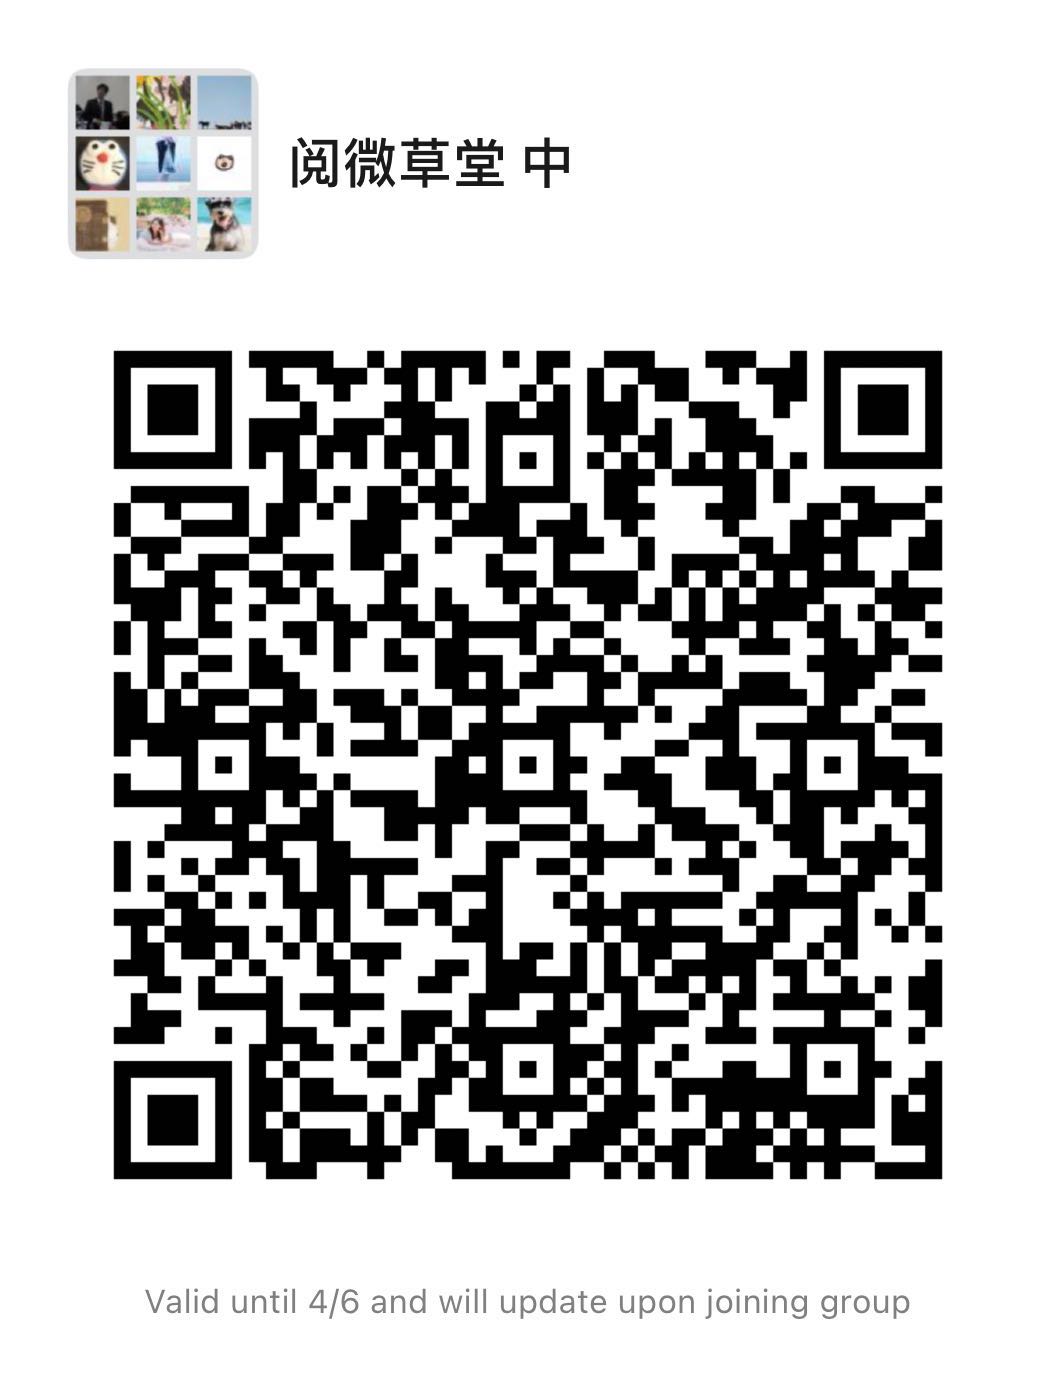 阅微草堂 中
Valid until 4/6 and will update upon joining group